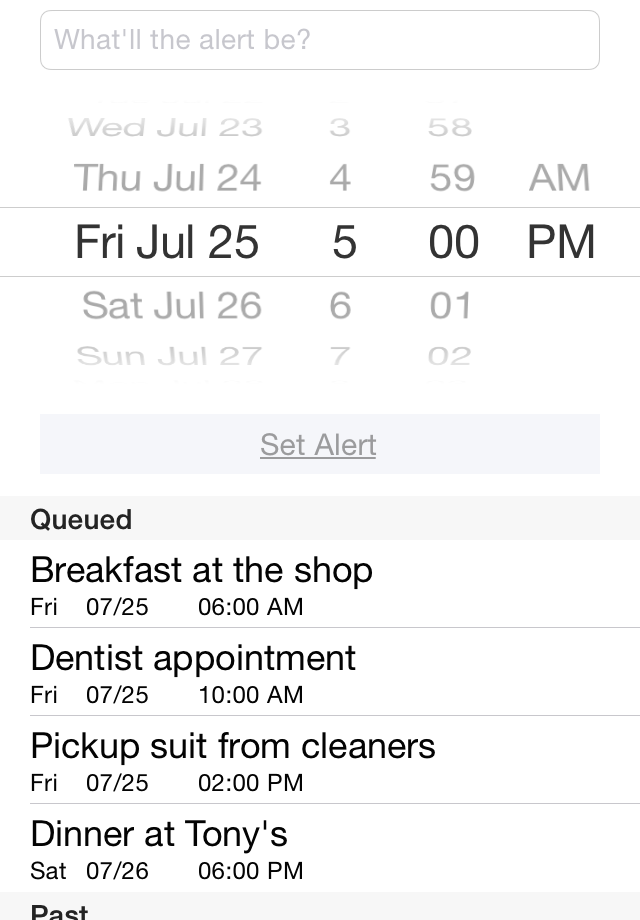 What'll the alert be?
Wed Jul 23 3 58
Thu Jul 24 4 59 AM
Fri Jul 25 5 00 PM
Sat Jul 26 6 01
Sun Jul 27 7 02
Set Alert
Queued
Breakfast at the shop
Fri 07/25 06:00 AM
Dentist appointment
Fri 07/25 10:00 AM
Pickup suit from cleaners
Fri 07/25 02:00 PM
Dinner at Tony's
Sat 07/26 06:00 PM
Past